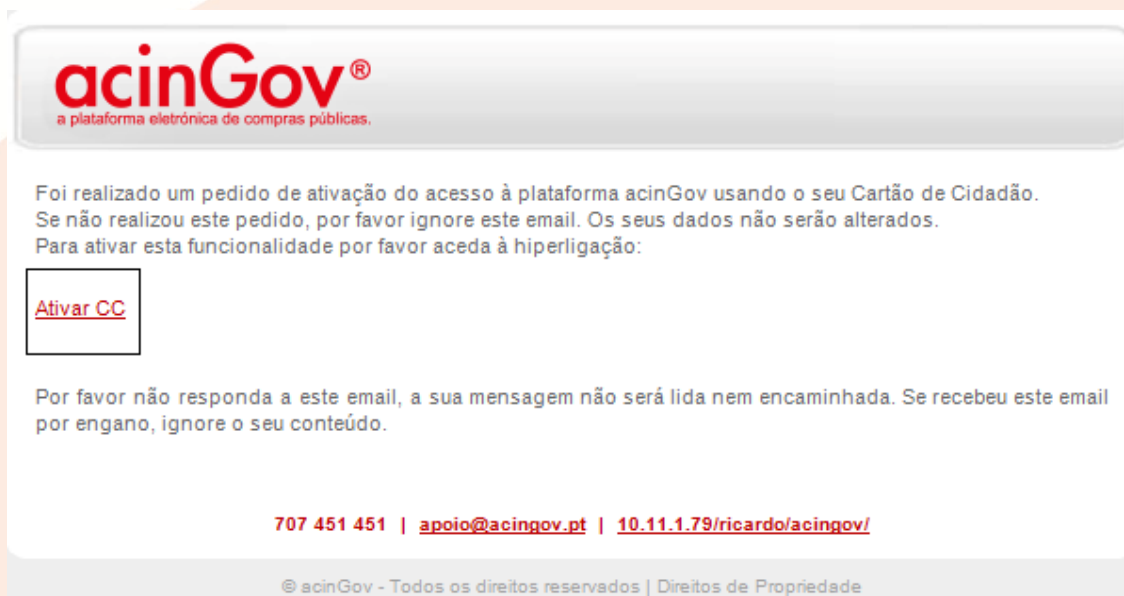 acinGov®
a plataforma eletrónica de compras públicas.
Foi realizado um pedido de ativação do acesso à plataforma acinGov usando o seu Cartão de Cidadão.
Se não realizou este pedido, por favor ignore este email. Os seus dados não serão alterados.
Para ativar esta funcionalidade por favor aceda à hiperligação:
Ativar CC
Por favor não responda a este email, a sua mensagem não será lida nem encaminhada. Se recebeu este email
por engano, ignore o seu conteúdo.
707 451 451 | apoio@acingov.pt | 10.11.1.79/ricardo/acingov/
© acinGov - Todos os direitos reservados | Direitos de Propriedade